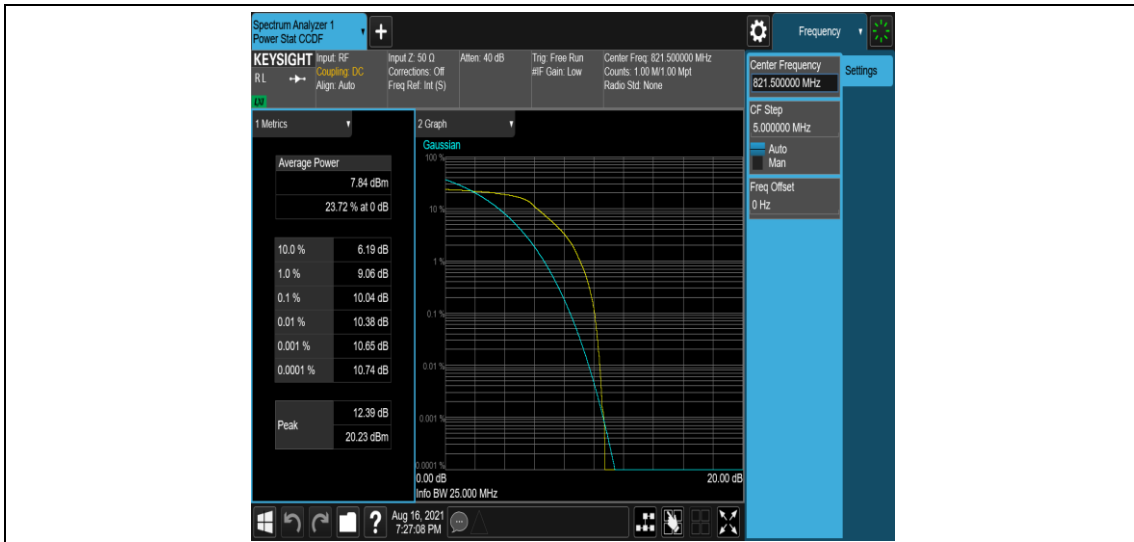 Spectrum Analyzer 1
Power Stat CCDF
Frequency
KEYSIGHT
RL
LM
Input: RF
Coupling: DC
Align: Auto
Input Z: 50 Ω
Corrections: Off
Freq Ref: Int (S)
Atten: 40 dB
Trig: Free Run
#IF Gain: Low
Center Freq: 821.500000 MHz
Counts: 1.00 M/1.00 Mpt
Radio Std: None
Center Frequency
821.500000 MHz
Settings
CF Step
5.000000 MHz
Auto
Man
Freq Offset
0 Hz
1 Metrics
Average Power
7.84 dBm
23.72 % at 0 dB
10.0 % 6.19 dB
1.0 % 9.06 dB
0.1 % 10.04 dB
0.01 % 10.38 dB
0.001 % 10.65 dB
0.0001 % 10.74 dB
Peak
12.39 dB
20.23 dBm
2 Graph
Gaussian
100 %
10 %
1 %
0.1 %
0.01 %
0.001 %
0.0001 %
0.00 dB 20.00 dB
Info BW 25.000 MHz
Aug 16, 2021
7:27:08 PM